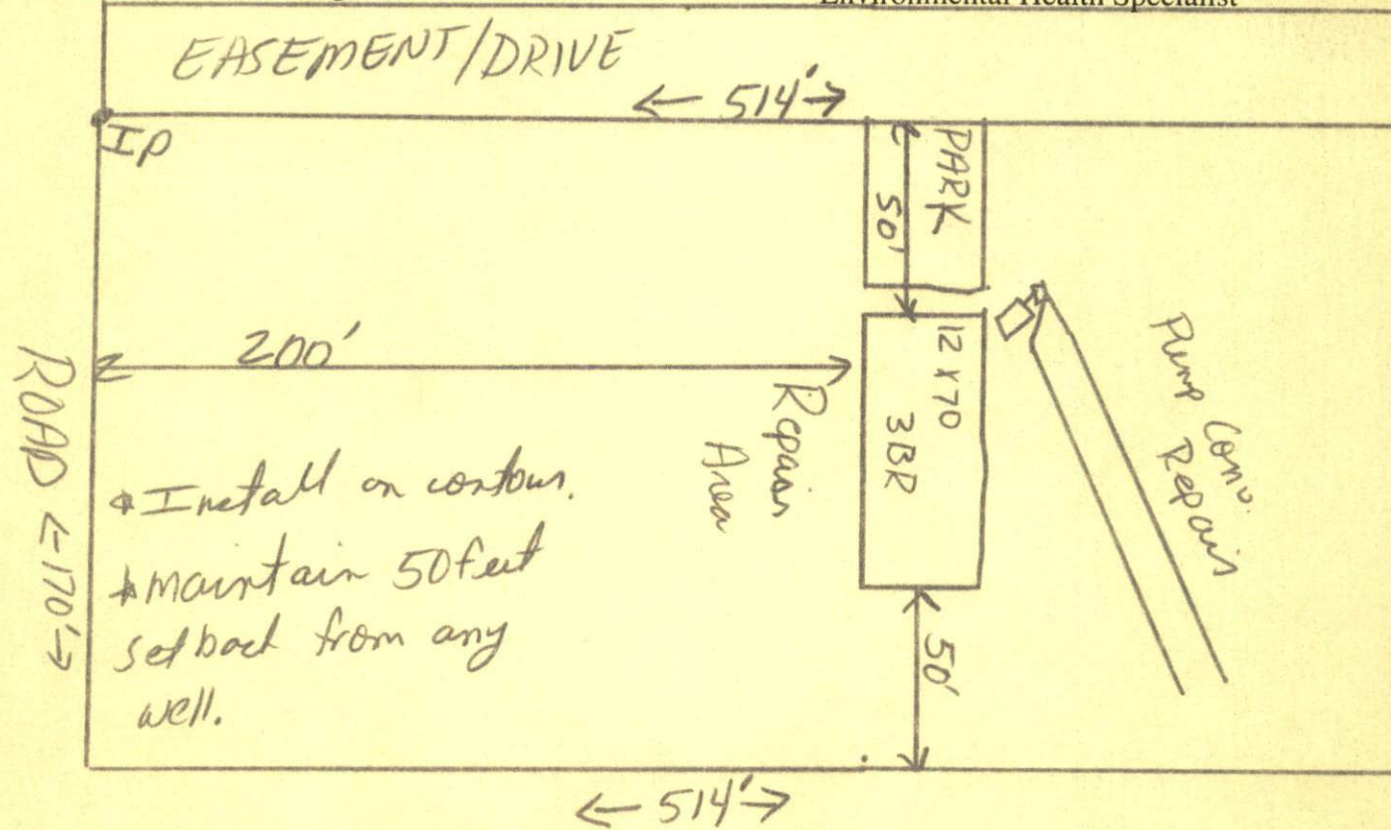 Environmental Health Specialist
EASEMENT/DRIVE
← 514' →
IP
PARK
50'
200'
12 x 70
3BR
Repair
Area
Pump Conv.
Repair
ROAD ← 170' →
* Install on contour.
* maintain 50 feet
setback from any
well.
50'
← 514' →